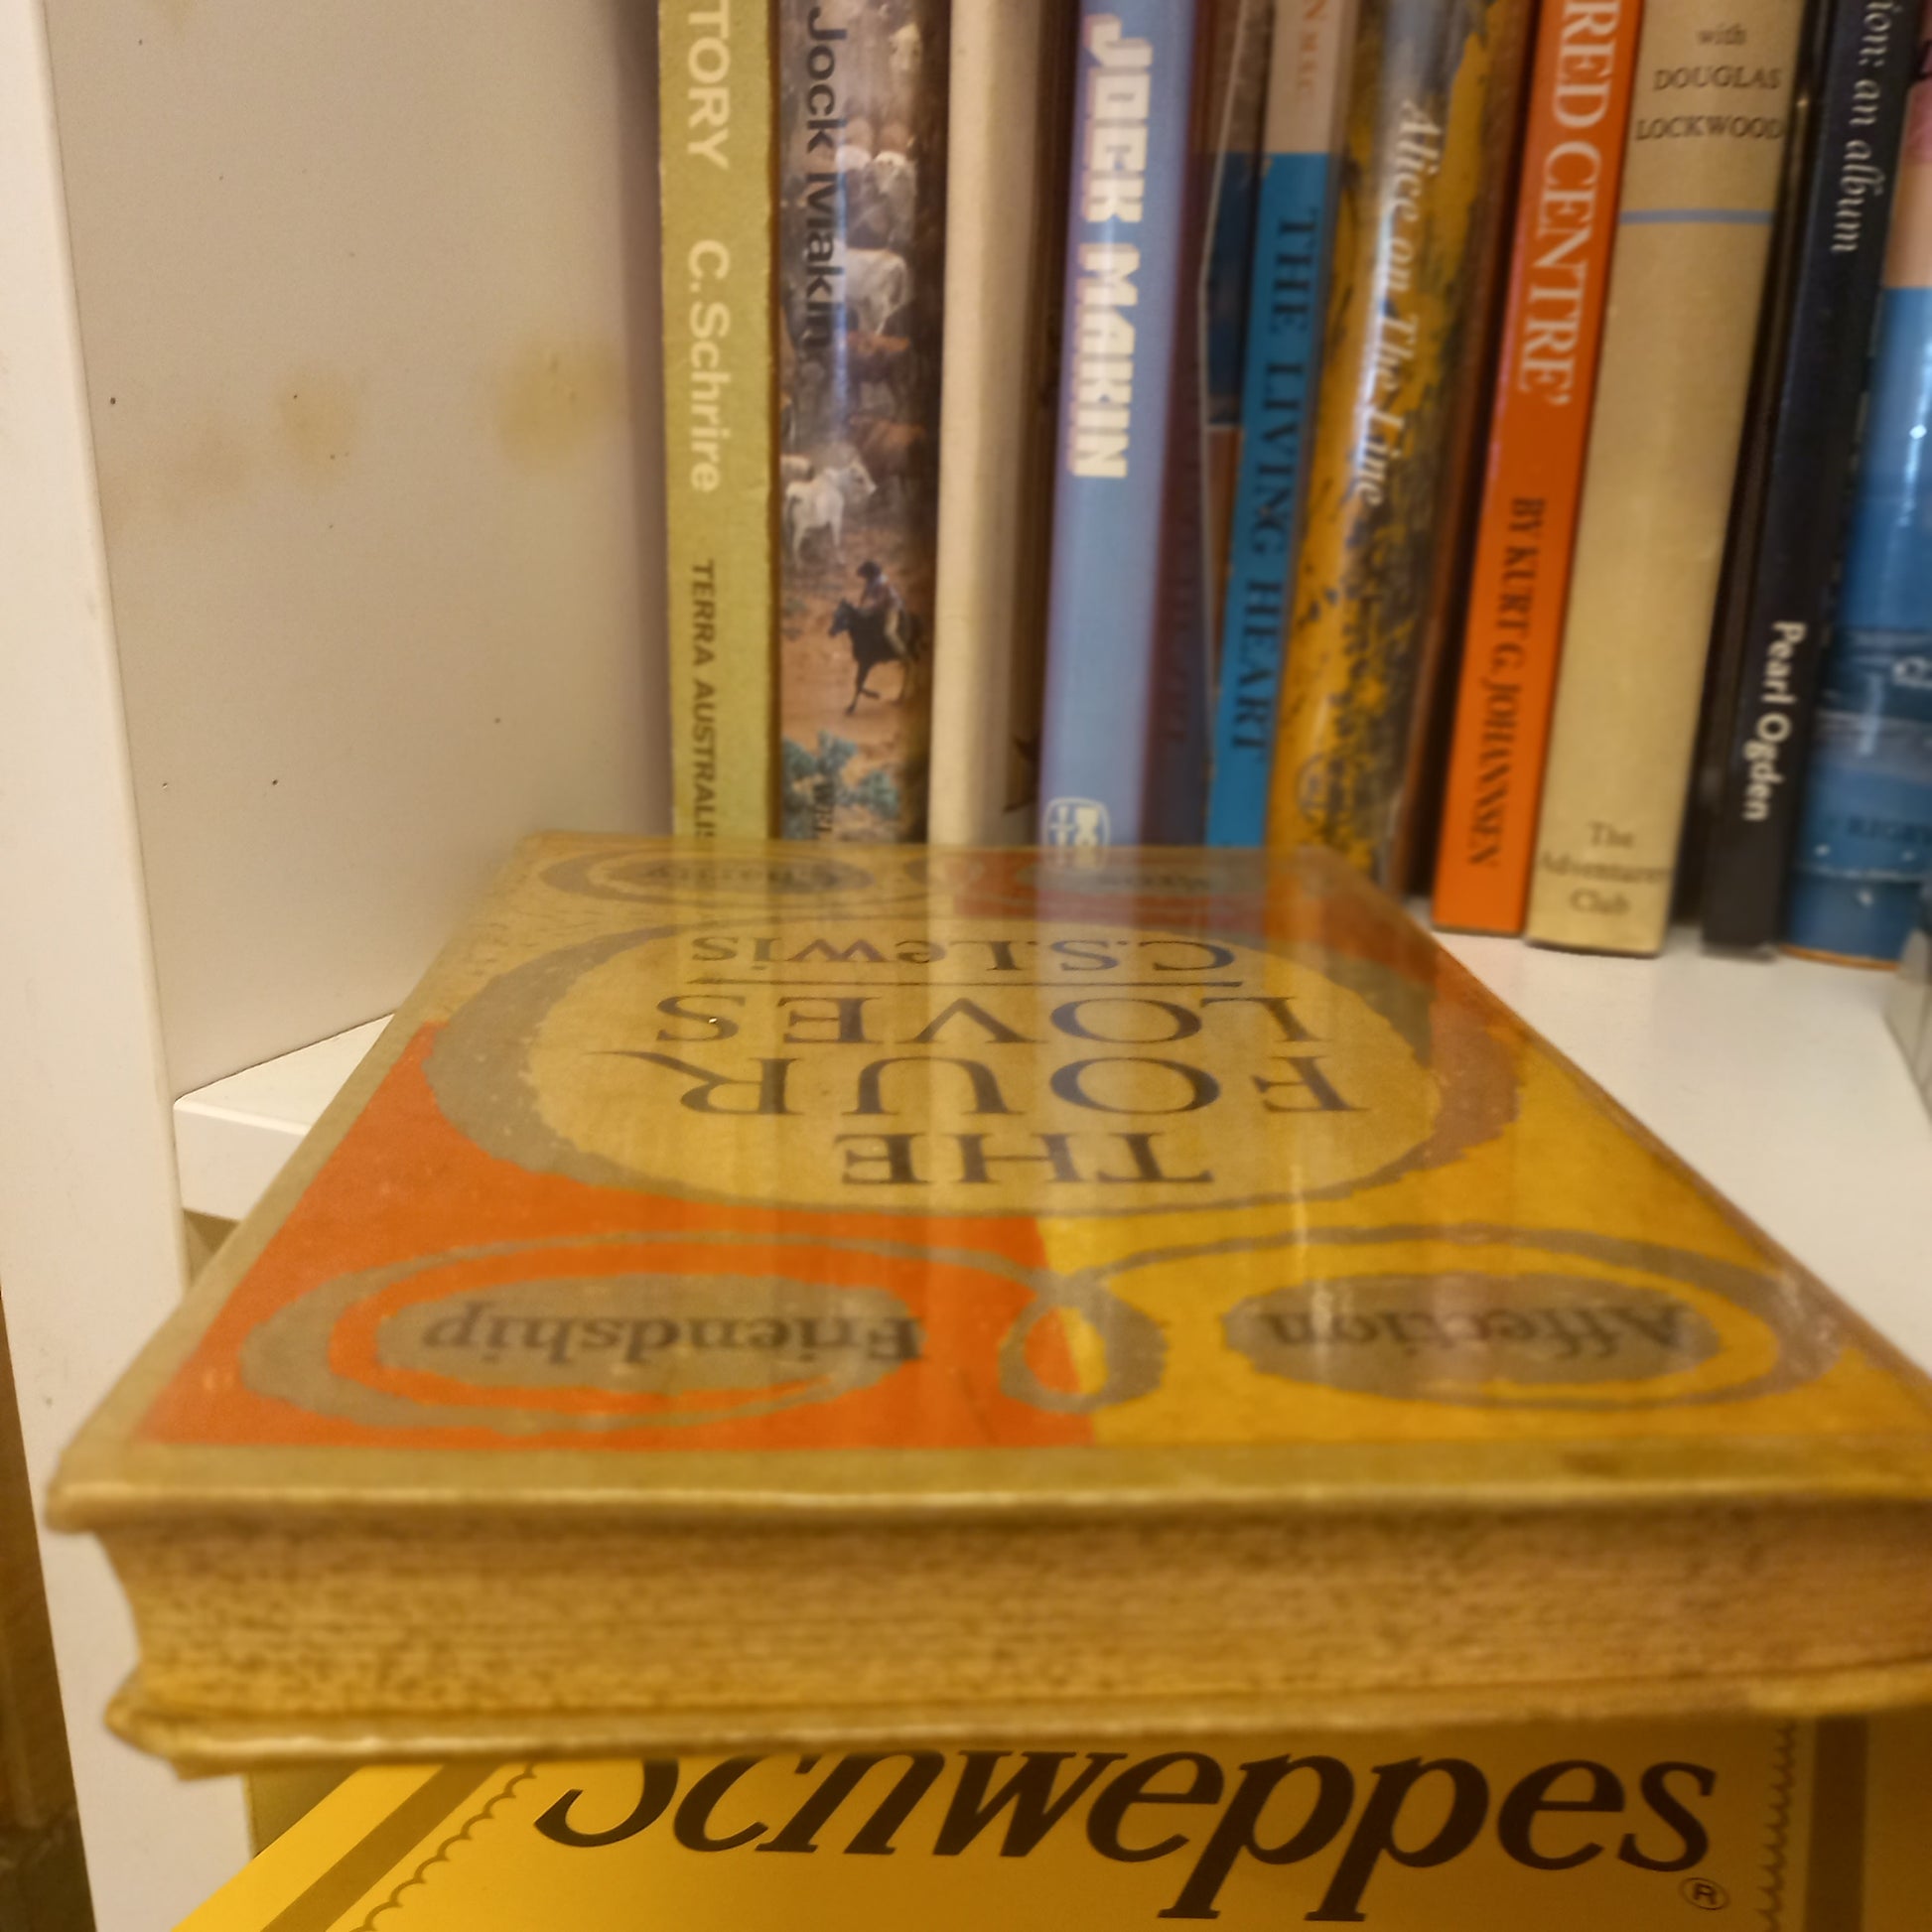 TORY C. Schrire TERRA AUSTRALIS
Jock Makin
JOCK MAKIN
THE LIVING HEART
Alice on The Line
RED CENTRE'
BY KURT G. JOHANNSEN
with
DOUGLAS
LOCKWOOD
The
Adventurers
Club
ion: an album
Pearl Ogden
THE
FOUR
LOVES
C.S. Lewis
Affection
Friendship
Schweppes
®